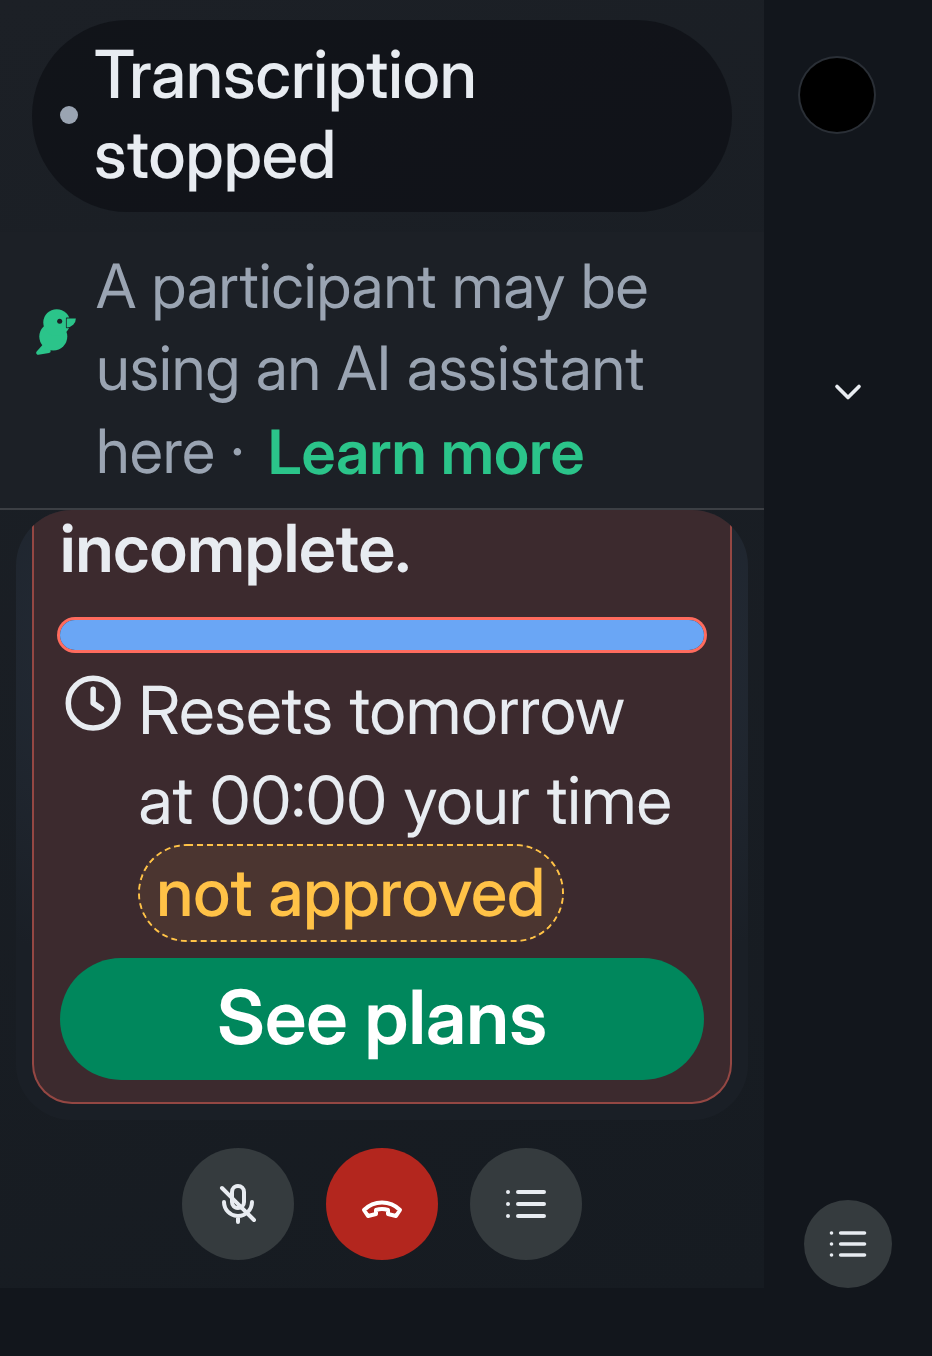 Transcription
stopped
A participant may be
using an AI assistant
here · Learn more
incomplete.
Resets tomorrow
at 00:00 your time
not approved
See plans